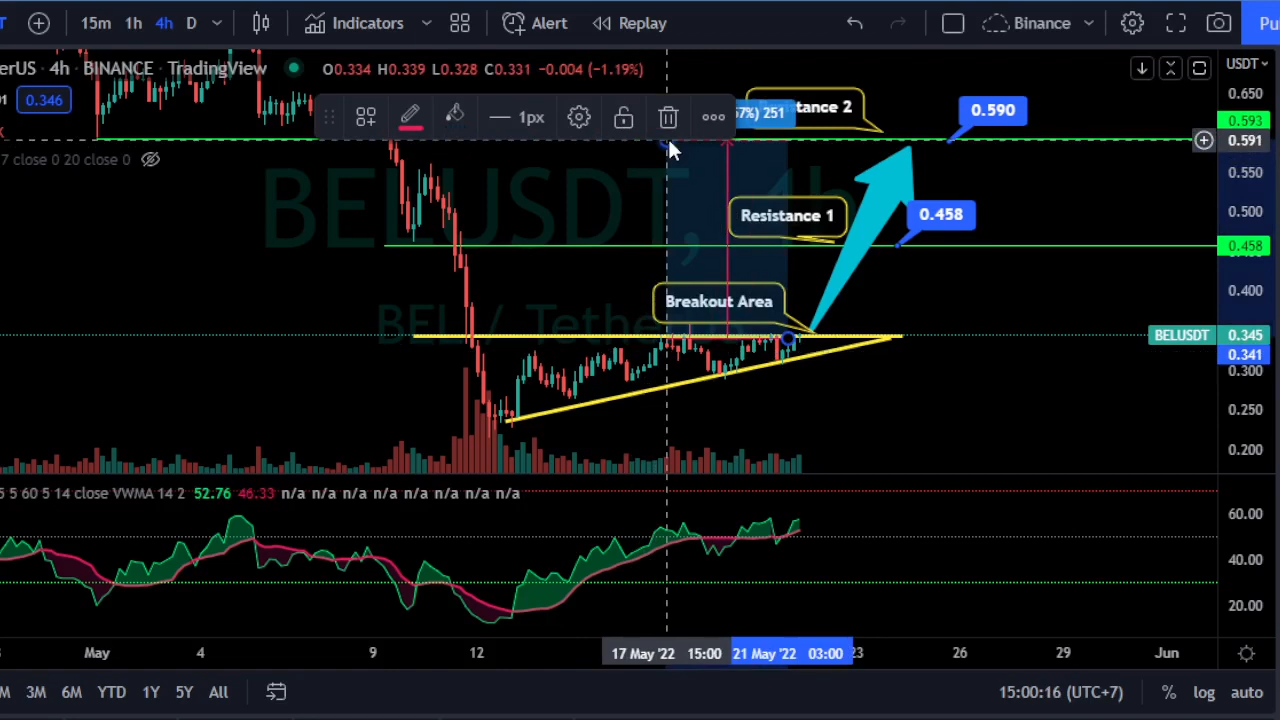 15m 1h 4h D Indicators Alert Replay Binance Pu
erUS · 4h · BINANCE · TradingView O0.334 H0.339 L0.328 C0.331 −0.004 (−1.19%) USDT
0.346
7 close 0 20 close 0
1px
57%) 251
tance 2
0.590
0.650
0.593
0.591
0.550
0.500
BELUSDT, 4h
Resistance 1
0.458
0.458
0.400
BEL / Tether
Breakout Area
BELUSDT 0.345
0.341
0.300
0.250
0.200
5 5 60 5 14 close VWMA 14 2 52.76 46.33 n/a n/a n/a n/a n/a n/a n/a n/a
60.00
40.00
20.00
May 4 9 12 17 May '22 15:00 21 May '22 03:00 23 26 29 Jun
M 3M 6M YTD 1Y 5Y All 15:00:16 (UTC+7) % log auto